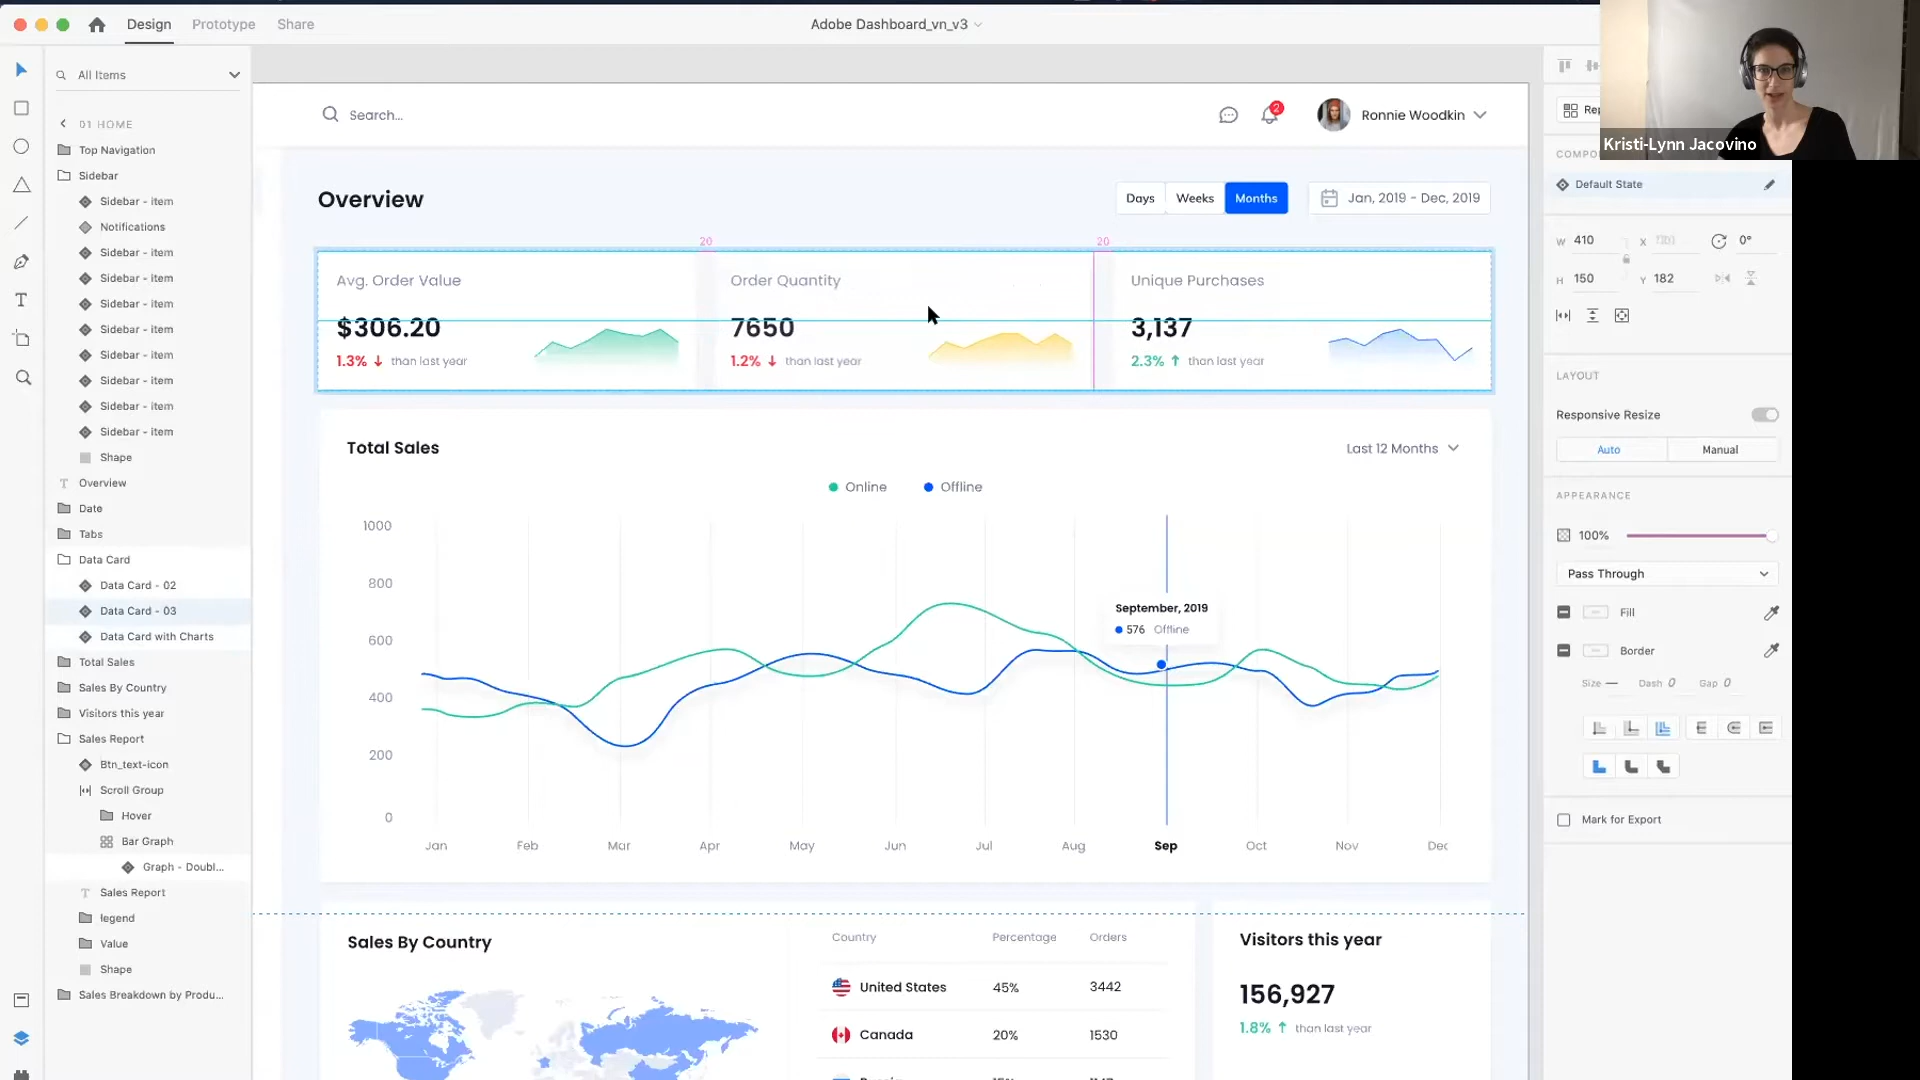 Design Prototype Share
Adobe Dashboard_vn_v3
Kristi-Lynn Jacovino
All Items
01 HOME
Top Navigation
Sidebar
Sidebar - item
Notifications
Sidebar - item
Sidebar - item
Sidebar - item
Sidebar - item
Sidebar - item
Sidebar - item
Sidebar - item
Sidebar - item
Shape
Overview
Date
Tabs
Data Card
Data Card - 02
Data Card - 03
Data Card with Charts
Total Sales
Sales By Country
Visitors this year
Sales Report
Btn_text-icon
Scroll Group
Hover
Bar Graph
Graph - Doubl...
Sales Report
legend
Value
Shape
Sales Breakdown by Produ...
Search...
2
Ronnie Woodkin
Overview
Days Weeks Months
Jan, 2019 - Dec, 2019
20 20
Avg. Order Value
$306.20
1.3% ↓ than last year
Order Quantity
7650
1.2% ↓ than last year
Unique Purchases
3,137
2.3% ↑ than last year
Total Sales
Last 12 Months
Online Offline
1000
800
600
400
200
0
September, 2019
576 Offline
Jan Feb Mar Apr May Jun Jul Aug Sep Oct Nov Dec
Sales By Country
Country Percentage Orders
United States 45% 3442
Canada 20% 1530
Visitors this year
156,927
1.8% ↑ than last year
Rep
COMPO
Default State
W 410 X 0°
H 150 Y 182
LAYOUT
Responsive Resize
Auto Manual
APPEARANCE
100%
Pass Through
Fill
Border
Size — Dash 0 Gap 0
Mark for Export